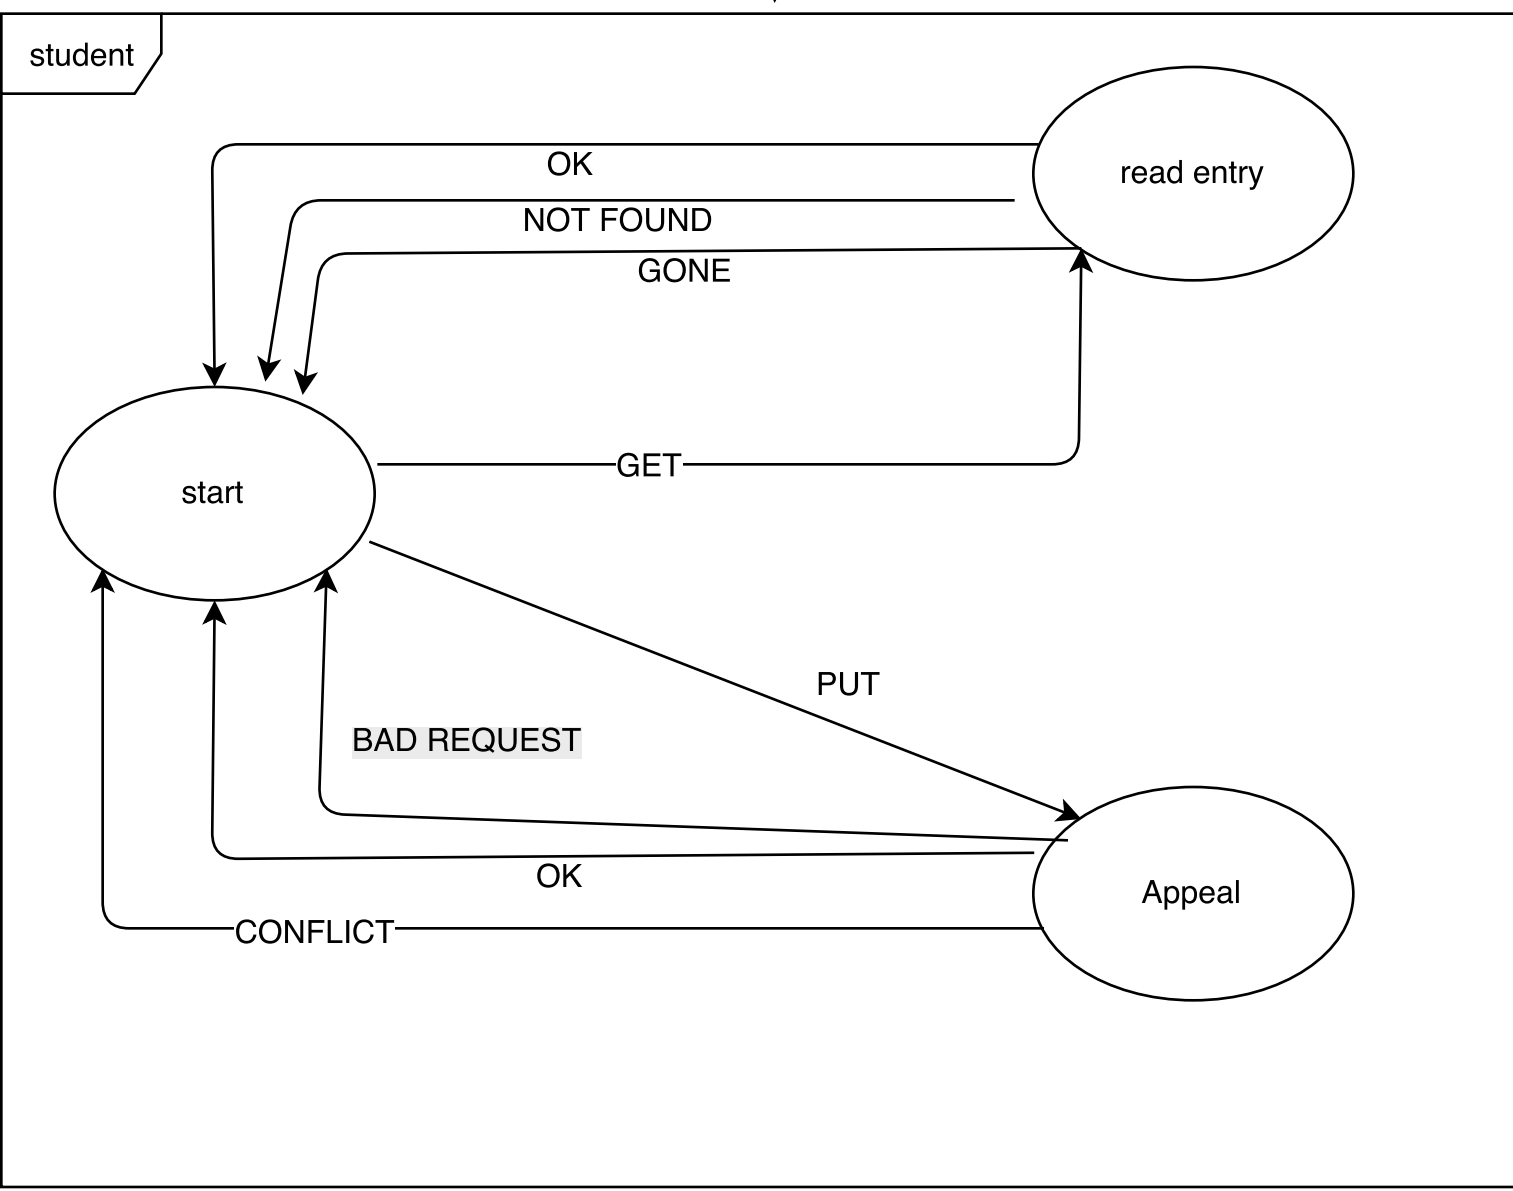 student
read entry
OK
NOT FOUND
GONE
GET
start
PUT
BAD REQUEST
OK
Appeal
CONFLICT